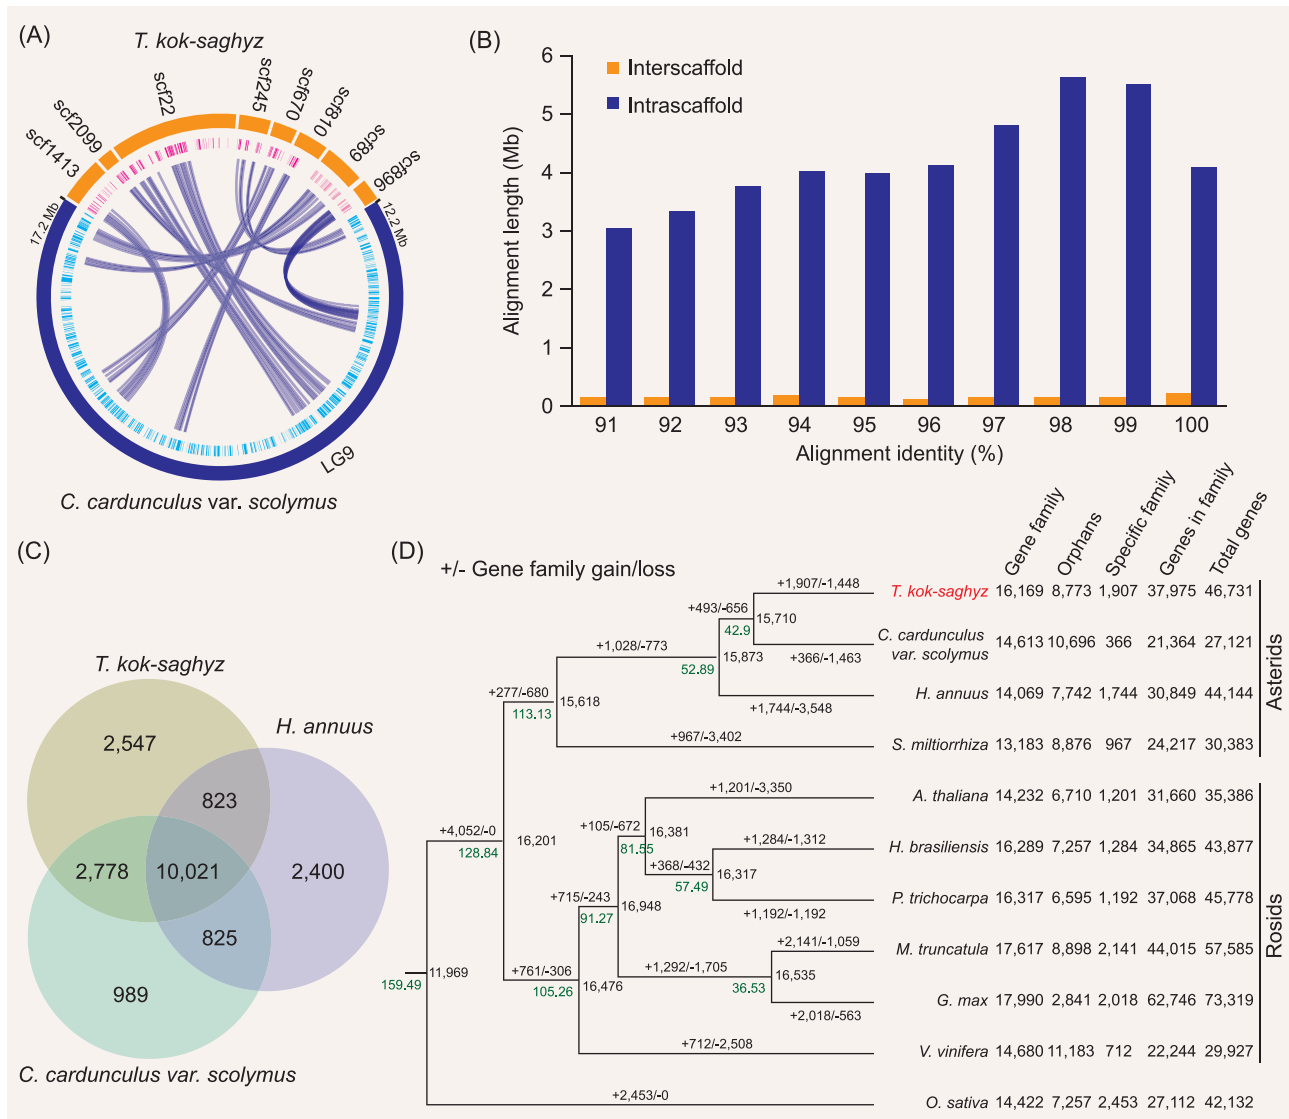 (A)
T. kok-saghyz
scf1413
scf2099
scf22
scf245
scf670
scf810
scf89
scf896
17.2 Mb
12.2 Mb
LG9
C. cardunculus var. scolymus
(B)
Interscaffold
Intrascaffold
Alignment length (Mb)
6
5
4
3
2
1
0
91 92 93 94 95 96 97 98 99 100
Alignment identity (%)
(C)
T. kok-saghyz
H. annuus
2,547
823
2,778
10,021
2,400
825
989
C. cardunculus var. scolymus
(D)
+/- Gene family gain/loss
Gene family Orphans Specific family Genes in family Total genes
+1,907/-1,448
T. kok-saghyz 16,169 8,773 1,907 37,975 46,731
+493/-656
15,710
42.9
C. cardunculus
var. scolymus
14,613 10,696 366 21,364 27,121
+1,028/-773
15,873
+366/-1,463
52.89
+277/-680
15,618
H. annuus 14,069 7,742 1,744 30,849 44,144
+1,744/-3,548
113.13
+967/-3,402
S. miltiorrhiza 13,183 8,876 967 24,217 30,383
Asterids
+1,201/-3,350
A. thaliana 14,232 6,710 1,201 31,660 35,386
+4,052/-0
16,201
128.84
+105/-672
16,381
81.55
+1,284/-1,312
H. brasiliensis 16,289 7,257 1,284 34,865 43,877
+368/-432
16,317
57.49
+715/-243
16,948
91.27
P. trichocarpa 16,317 6,595 1,192 37,068 45,778
+1,192/-1,192
+2,141/-1,059
M. truncatula 17,617 8,898 2,141 44,015 57,585
+761/-306
16,476
105.26
+1,292/-1,705
16,535
36.53
11,969
159.49
G. max 17,990 2,841 2,018 62,746 73,319
+2,018/-563
+712/-2,508
V. vinifera 14,680 11,183 712 22,244 29,927
Rosids
+2,453/-0
O. sativa 14,422 7,257 2,453 27,112 42,132